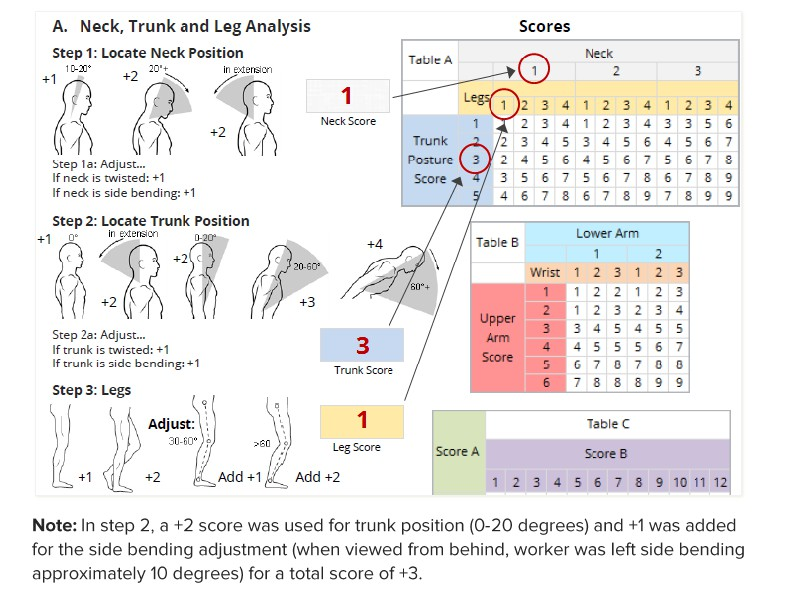 A. Neck, Trunk and Leg Analysis
Scores
Step 1: Locate Neck Position
+1
10-20°
+2
20°+
in extension
+2
1
Neck Score
Step 1a: Adjust...
If neck is twisted: +1
If neck is side bending: +1
Table A
Neck
1 2 3
Legs
1 2 3 4 1 2 3 4 1 2 3 4
Trunk Posture Score
1 2 3 4 1 2 3 4 3 3 5 6
2 2 3 4 5 3 4 5 6 4 5 6 7
3 2 4 5 6 4 5 6 7 5 6 7 8
4 3 5 6 7 5 6 7 8 6 7 8 9
5 4 6 7 8 6 7 8 9 7 8 9 9
Step 2: Locate Trunk Position
+1
0°
in extension
+2
+2
0-20°
20-60°
+3
+4
60°+
Step 2a: Adjust...
If trunk is twisted: +1
If trunk is side bending: +1
3
Trunk Score
Table B
Lower Arm
1 2
Wrist 1 2 3 1 2 3
Upper Arm Score
1 1 2 2 1 2 3
2 1 2 3 2 3 4
3 3 4 5 4 5 5
4 4 5 5 5 6 7
5 6 7 8 7 8 8
6 7 8 8 8 9 9
Step 3: Legs
+1
+2
Adjust:
30-60°
Add +1
>60
Add +2
1
Leg Score
Table C
Score A
Score B
1 2 3 4 5 6 7 8 9 10 11 12
Note: In step 2, a +2 score was used for trunk position (0-20 degrees) and +1 was added
for the side bending adjustment (when viewed from behind, worker was left side bending
approximately 10 degrees) for a total score of +3.